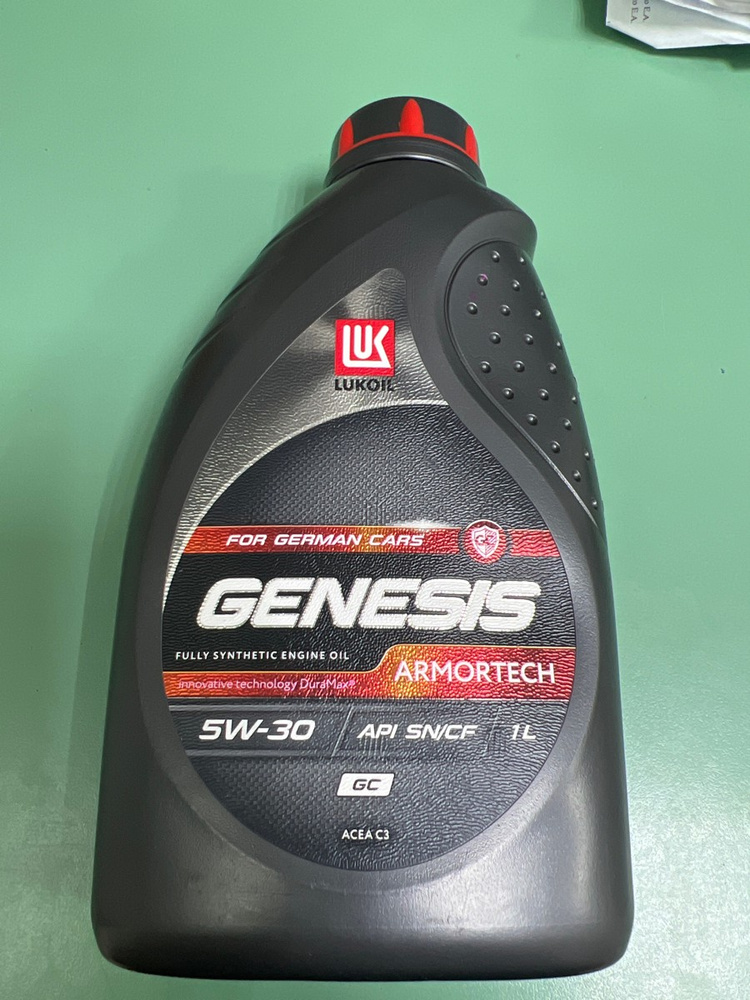 LUK
LUKOIL
FOR GERMAN CARS
GENESIS
FULLY SYNTHETIC ENGINE OIL
ARMORTECH
innovative technology DuraMax®
5W-30 API SN/CF 1L
GC
ACEA C3